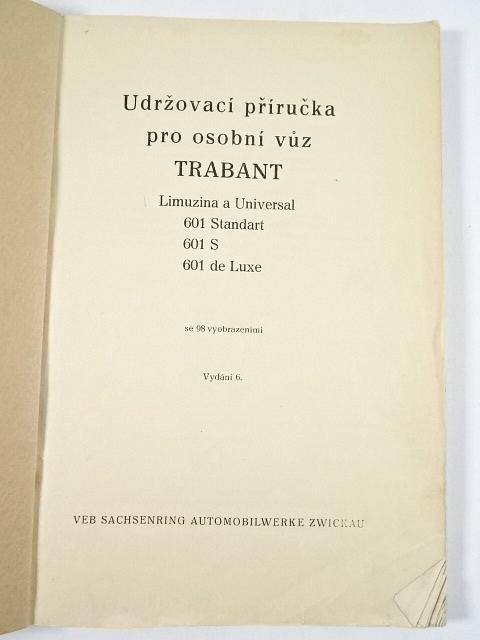 Udržovací příručka
pro osobní vůz
TRABANT
Limuzina a Universal
601 Standart
601 S
601 de Luxe
se 98 vyobrazeními
Vydání 6.
VEB SACHSENRING AUTOMOBILWERKE ZWICKAU